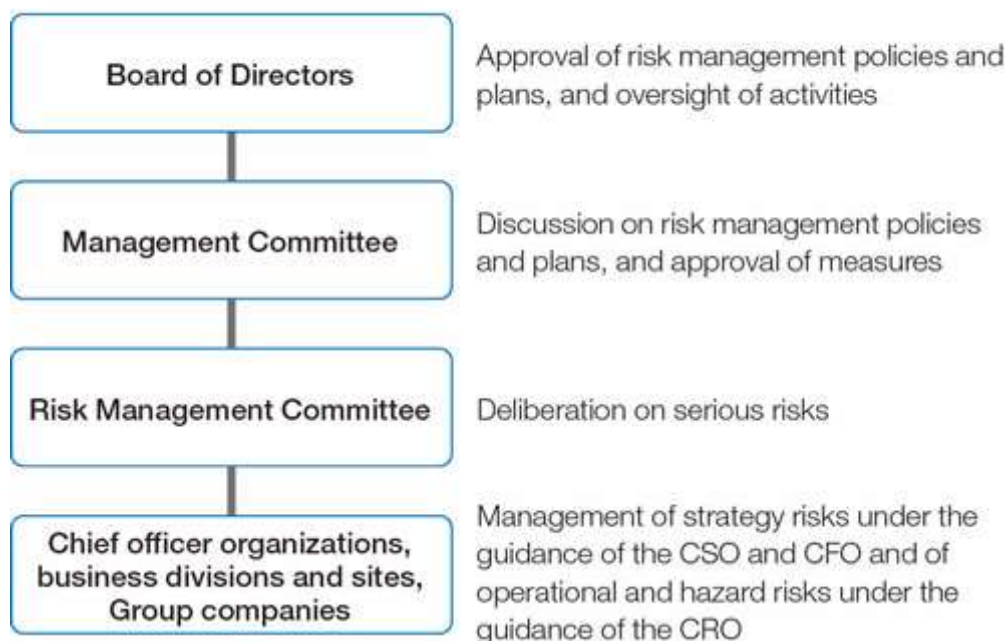 Board of Directors
Approval of risk management policies and
plans, and oversight of activities
Management Committee
Discussion on risk management policies
and plans, and approval of measures
Risk Management Committee
Deliberation on serious risks
Chief officer organizations,
business divisions and sites,
Group companies
Management of strategy risks under the
guidance of the CSO and CFO and of
operational and hazard risks under the
guidance of the CRO